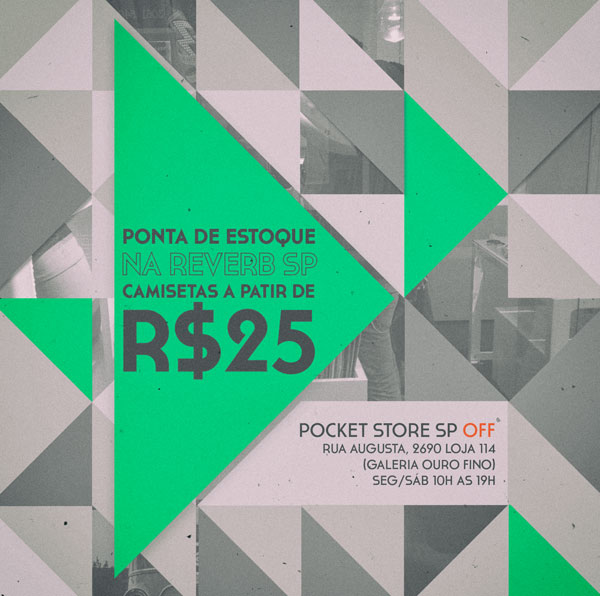 PONTA DE ESTOQUE
NA REVERB SP
CAMISETAS A PATIR DE
R$25
POCKET STORE SP OFF
RUA AUGUSTA, 2690 LOJA 114
(GALERIA OURO FINO)
SEG/SÁB 10H AS 19H